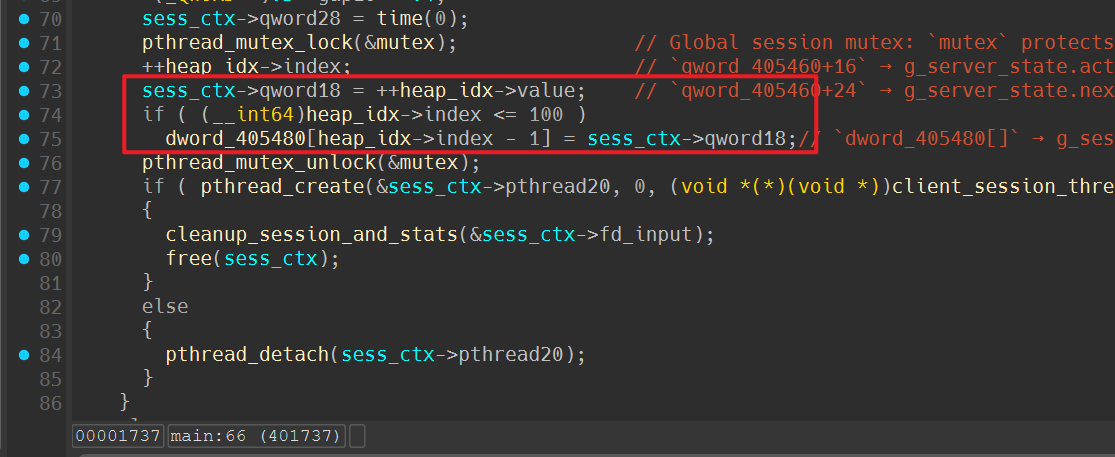 70 sess_ctx->qword28 = time(0);
71 pthread_mutex_lock(&mutex); // Global session mutex: `mutex` protects
72 ++heap_idx->index; // `qword_405460+16` → g_server_state.act
73 sess_ctx->qword18 = ++heap_idx->value; // `qword_405460+24` → g_server_state.nex
74 if ( (__int64)heap_idx->index <= 100 )
75 dword_405480[heap_idx->index - 1] = sess_ctx->qword18;// `dword_405480[]` → g_ses
76 pthread_mutex_unlock(&mutex);
77 if ( pthread_create(&sess_ctx->pthread20, 0, (void *(*)(void *))client_session_thre
78 {
79 cleanup_session_and_stats(&sess_ctx->fd_input);
80 free(sess_ctx);
81 }
82 else
83 {
84 pthread_detach(sess_ctx->pthread20);
85 }
86 }
00001737 main:66 (401737)